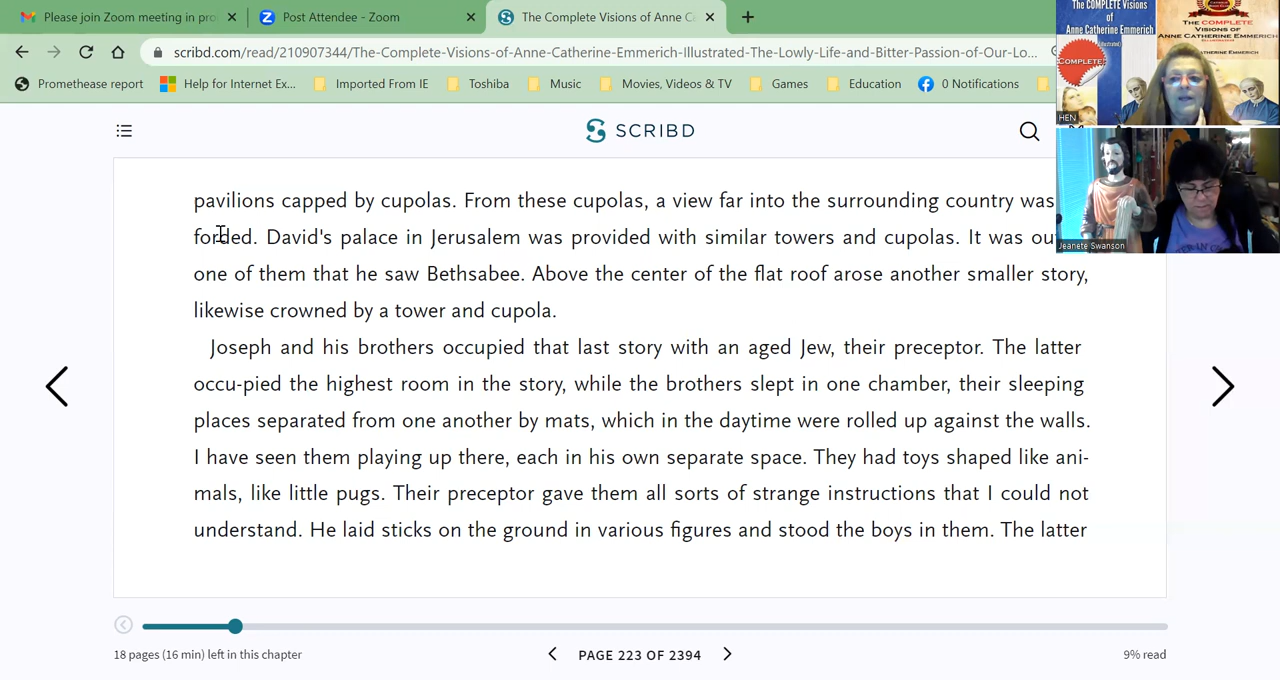 Please join Zoom meeting in pro
Post Attendee - Zoom
The Complete Visions of Anne C
scribd.com/read/210907344/The-Complete-Visions-of-Anne-Catherine-Emmerich-Illustrated-The-Lowly-Life-and-Bitter-Passion-of-Our-Lo...
Promethease report
Help for Internet Ex...
Imported From IE
Toshiba
Music
Movies, Videos & TV
Games
Education
0 Notifications
The COMPLETE Visions
of
Anne Catherine Emmerich
COMPLETE!
The COMPLETE
VISIONS OF
ANNE CATHERINE EMMERICH
HEN
Jeanete Swanson
SCRIBD
pavilions capped by cupolas. From these cupolas, a view far into the surrounding country was
forded. David's palace in Jerusalem was provided with similar towers and cupolas. It was ou
one of them that he saw Bethsabee. Above the center of the flat roof arose another smaller story,
likewise crowned by a tower and cupola.
Joseph and his brothers occupied that last story with an aged Jew, their preceptor. The latter
occu-pied the highest room in the story, while the brothers slept in one chamber, their sleeping
places separated from one another by mats, which in the daytime were rolled up against the walls.
I have seen them playing up there, each in his own separate space. They had toys shaped like ani-
mals, like little pugs. Their preceptor gave them all sorts of strange instructions that I could not
understand. He laid sticks on the ground in various figures and stood the boys in them. The latter
18 pages (16 min) left in this chapter
PAGE 223 OF 2394
9% read